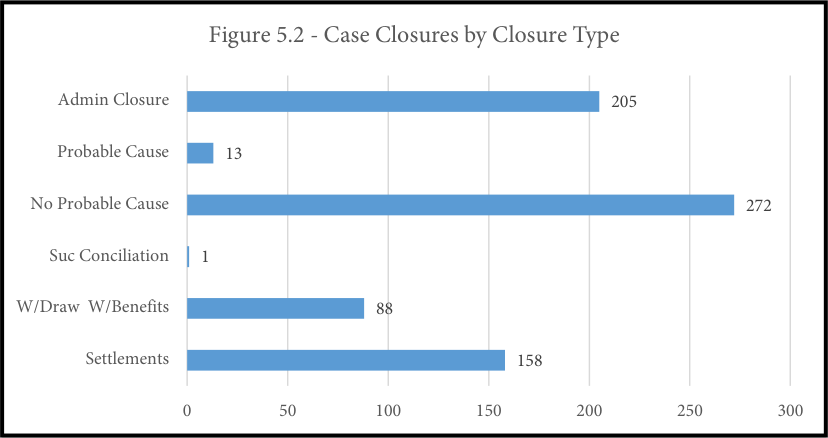 Figure 5.2 - Case Closures by Closure Type
Admin Closure 205
Probable Cause 13
No Probable Cause 272
Suc Conciliation 1
W/Draw  W/Benefits 88
Settlements 158
0 50 100 150 200 250 300